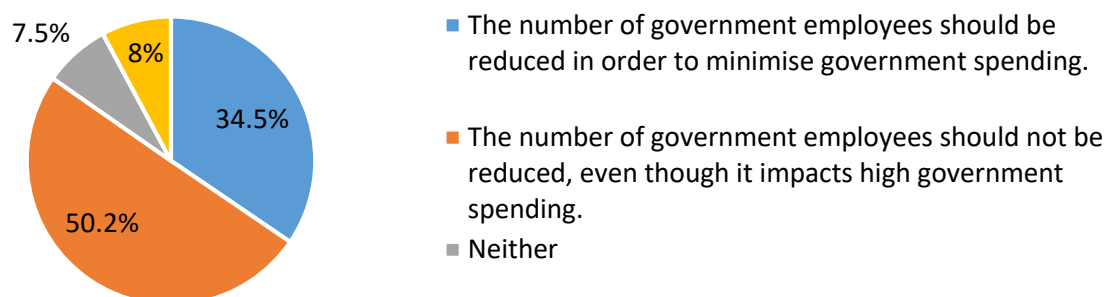 7.5%
8%
34.5%
50.2%
The number of government employees should be
reduced in order to minimise government spending.
The number of government employees should not be
reduced, even though it impacts high government
spending.
Neither